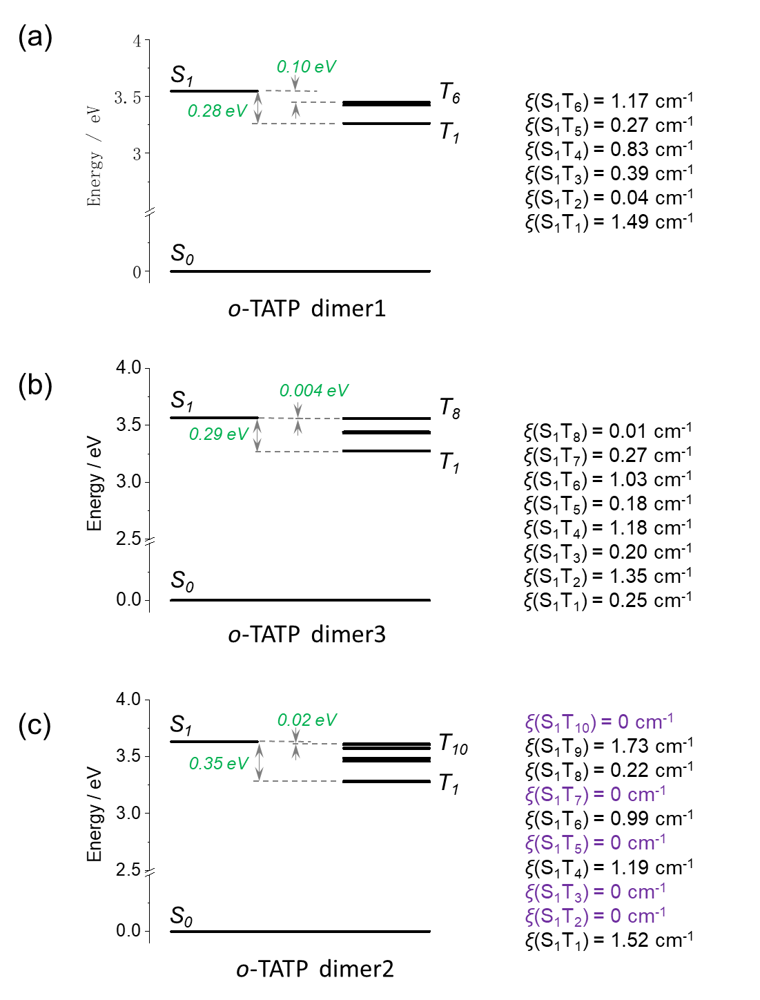 (a)
4
3.5
3
0
Energy / eV
S1
0.10 eV
0.28 eV
T6
T1
S0
ξ(S1T6) = 1.17 cm-1
ξ(S1T5) = 0.27 cm-1
ξ(S1T4) = 0.83 cm-1
ξ(S1T3) = 0.39 cm-1
ξ(S1T2) = 0.04 cm-1
ξ(S1T1) = 1.49 cm-1
o-TATP dimer1
(b)
4.0
3.5
3.0
2.5
0.0
Energy / eV
S1
0.004 eV
0.29 eV
T8
T1
S0
ξ(S1T8) = 0.01 cm-1
ξ(S1T7) = 0.27 cm-1
ξ(S1T6) = 1.03 cm-1
ξ(S1T5) = 0.18 cm-1
ξ(S1T4) = 1.18 cm-1
ξ(S1T3) = 0.20 cm-1
ξ(S1T2) = 1.35 cm-1
ξ(S1T1) = 0.25 cm-1
o-TATP dimer3
(c)
4.0
3.5
3.0
2.5
0.0
Energy / eV
S1
0.02 eV
0.35 eV
T10
T1
S0
ξ(S1T10) = 0 cm-1
ξ(S1T9) = 1.73 cm-1
ξ(S1T8) = 0.22 cm-1
ξ(S1T7) = 0 cm-1
ξ(S1T6) = 0.99 cm-1
ξ(S1T5) = 0 cm-1
ξ(S1T4) = 1.19 cm-1
ξ(S1T3) = 0 cm-1
ξ(S1T2) = 0 cm-1
ξ(S1T1) = 1.52 cm-1
o-TATP dimer2